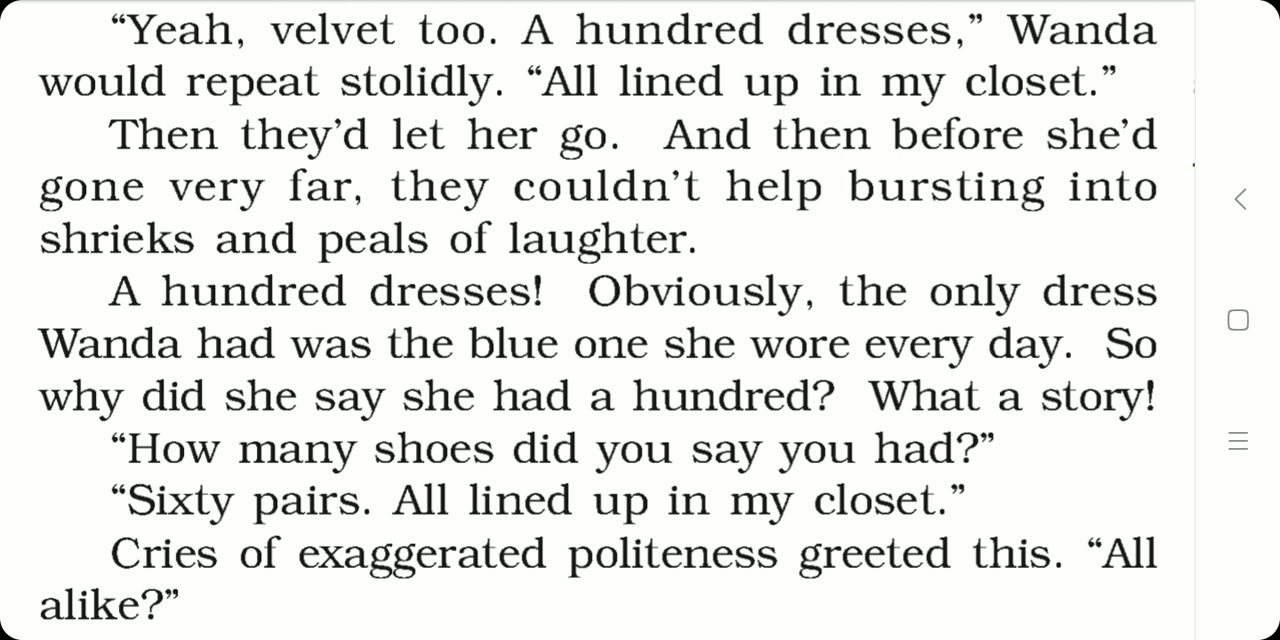 “Yeah, velvet too. A hundred dresses,” Wanda
would repeat stolidly. “All lined up in my closet.”
Then they’d let her go. And then before she’d
gone very far, they couldn’t help bursting into
shrieks and peals of laughter.
A hundred dresses! Obviously, the only dress
Wanda had was the blue one she wore every day. So
why did she say she had a hundred? What a story!
“How many shoes did you say you had?”
“Sixty pairs. All lined up in my closet.”
Cries of exaggerated politeness greeted this. “All
alike?”